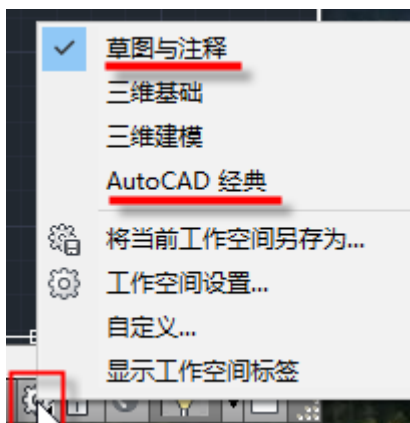 草图与注释
三维基础
三维建模
AutoCAD 经典
将当前工作空间另存为...
工作空间设置...
自定义...
显示工作空间标签